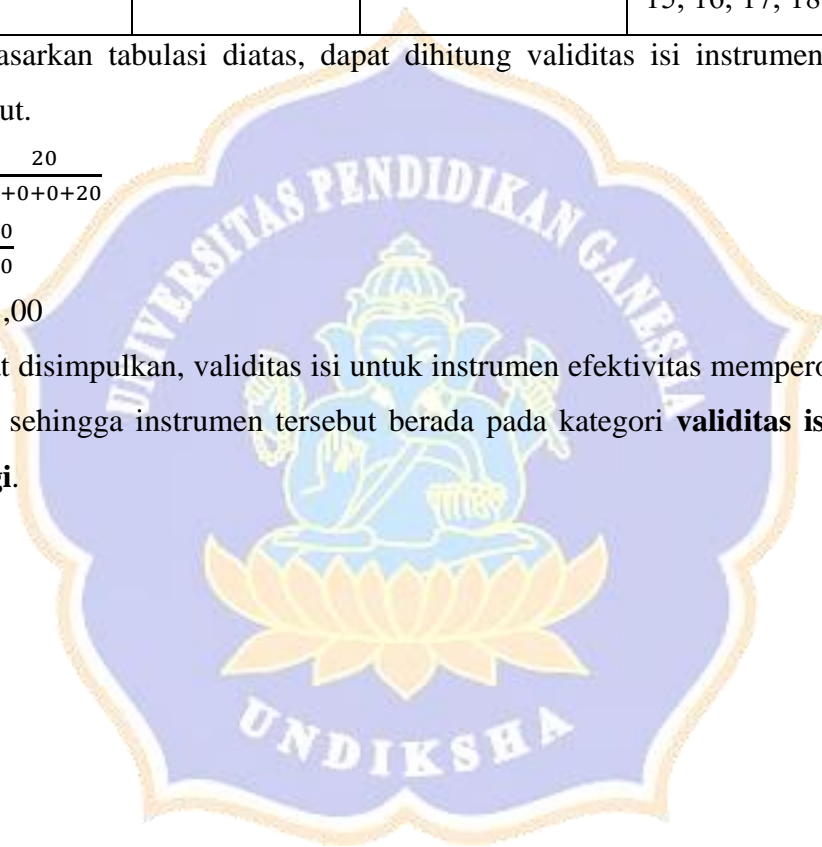 15, 16, 17, 18
asarkan tabulasi diatas, dapat dihitung validitas isi instrumen
ut.
20
+0+0+20
0
0
,00
t disimpulkan, validitas isi untuk instrumen efektivitas mempero
sehingga instrumen tersebut berada pada kategori validitas is
gi.
UNIVERSITAS PENDIDIKAN GANESHA
UNDIKSHA